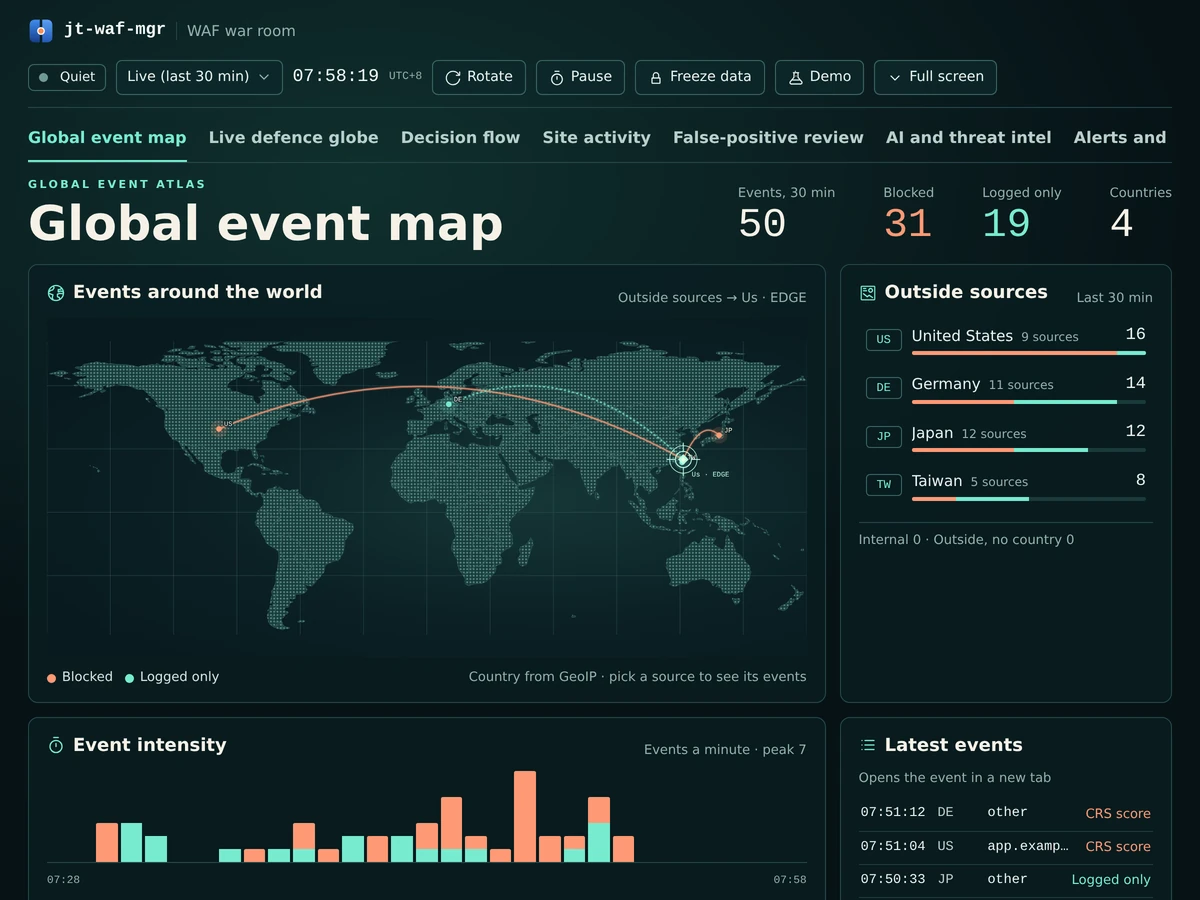 jt-waf-mgr WAF war room
Quiet Live (last 30 min) 07:58:19 UTC+8 Rotate Pause Freeze data Demo Full screen
Global event map Live defence globe Decision flow Site activity False-positive review AI and threat intel Alerts and
GLOBAL EVENT ATLAS
Global event map
Events, 30 min Blocked Logged only Countries
50 31 19 4
Events around the world
Outside sources → Us · EDGE
US
DE
JP
Us · EDGE
Blocked Logged only
Country from GeoIP · pick a source to see its events
Outside sources
Last 30 min
US United States 9 sources 16
DE Germany 11 sources 14
JP Japan 12 sources 12
TW Taiwan 5 sources 8
Internal 0 · Outside, no country 0
Event intensity
Events a minute · peak 7
07:28 07:58
Latest events
Opens the event in a new tab
07:51:12 DE other CRS score
07:51:04 US app.examp… CRS score
07:50:33 JP other Logged only